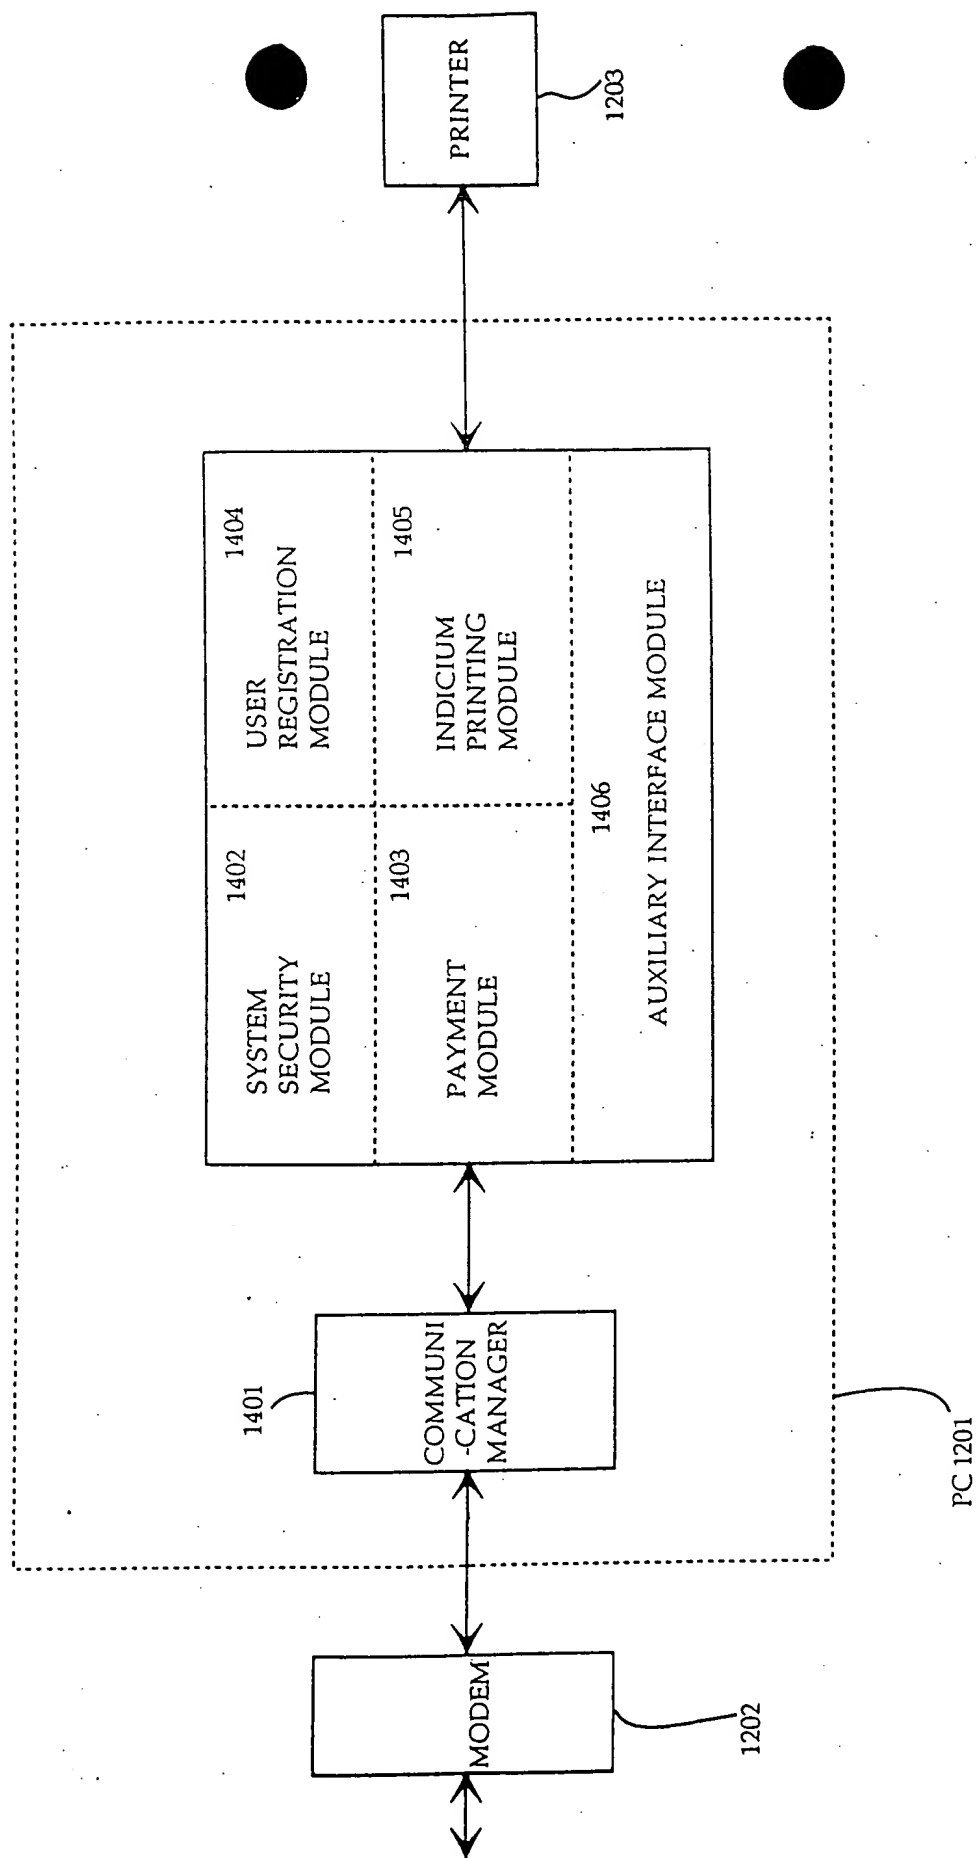 MODEM
1202
1401
COMMUNI
-CATION
MANAGER
SYSTEM
SECURITY
MODULE
1402
USER
REGISTRATION
MODULE
1404
PAYMENT
MODULE
1403
INDICIUM
PRINTING
MODULE
1405
1406
AUXILIARY INTERFACE MODULE
PC 1201
PRINTER
1203